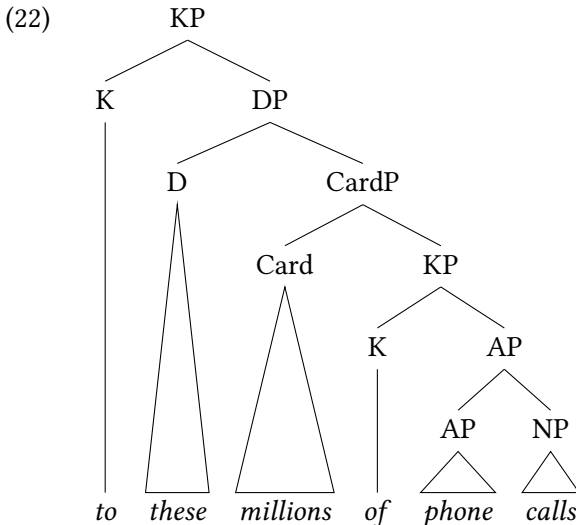 (22) KP
K DP
D CardP
Card KP
K AP
AP NP
to these millions of phone calls